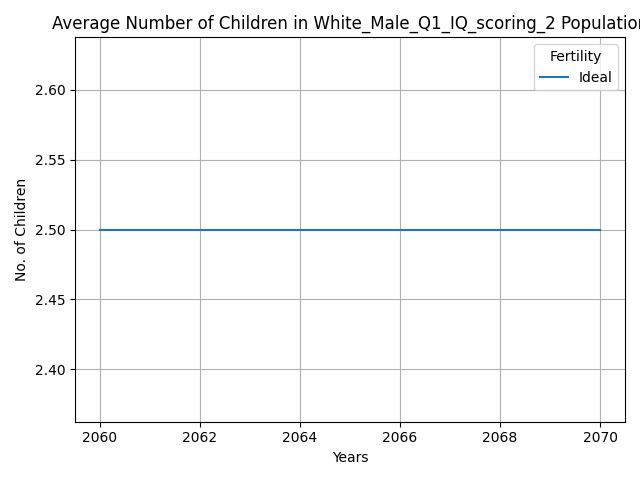 Average Number of Children in White_Male_Q1_IQ_scoring_2 Population
Fertility
Ideal
2.60
2.55
2.50
2.45
2.40
No. of Children
2060 2062 2064 2066 2068 2070
Years